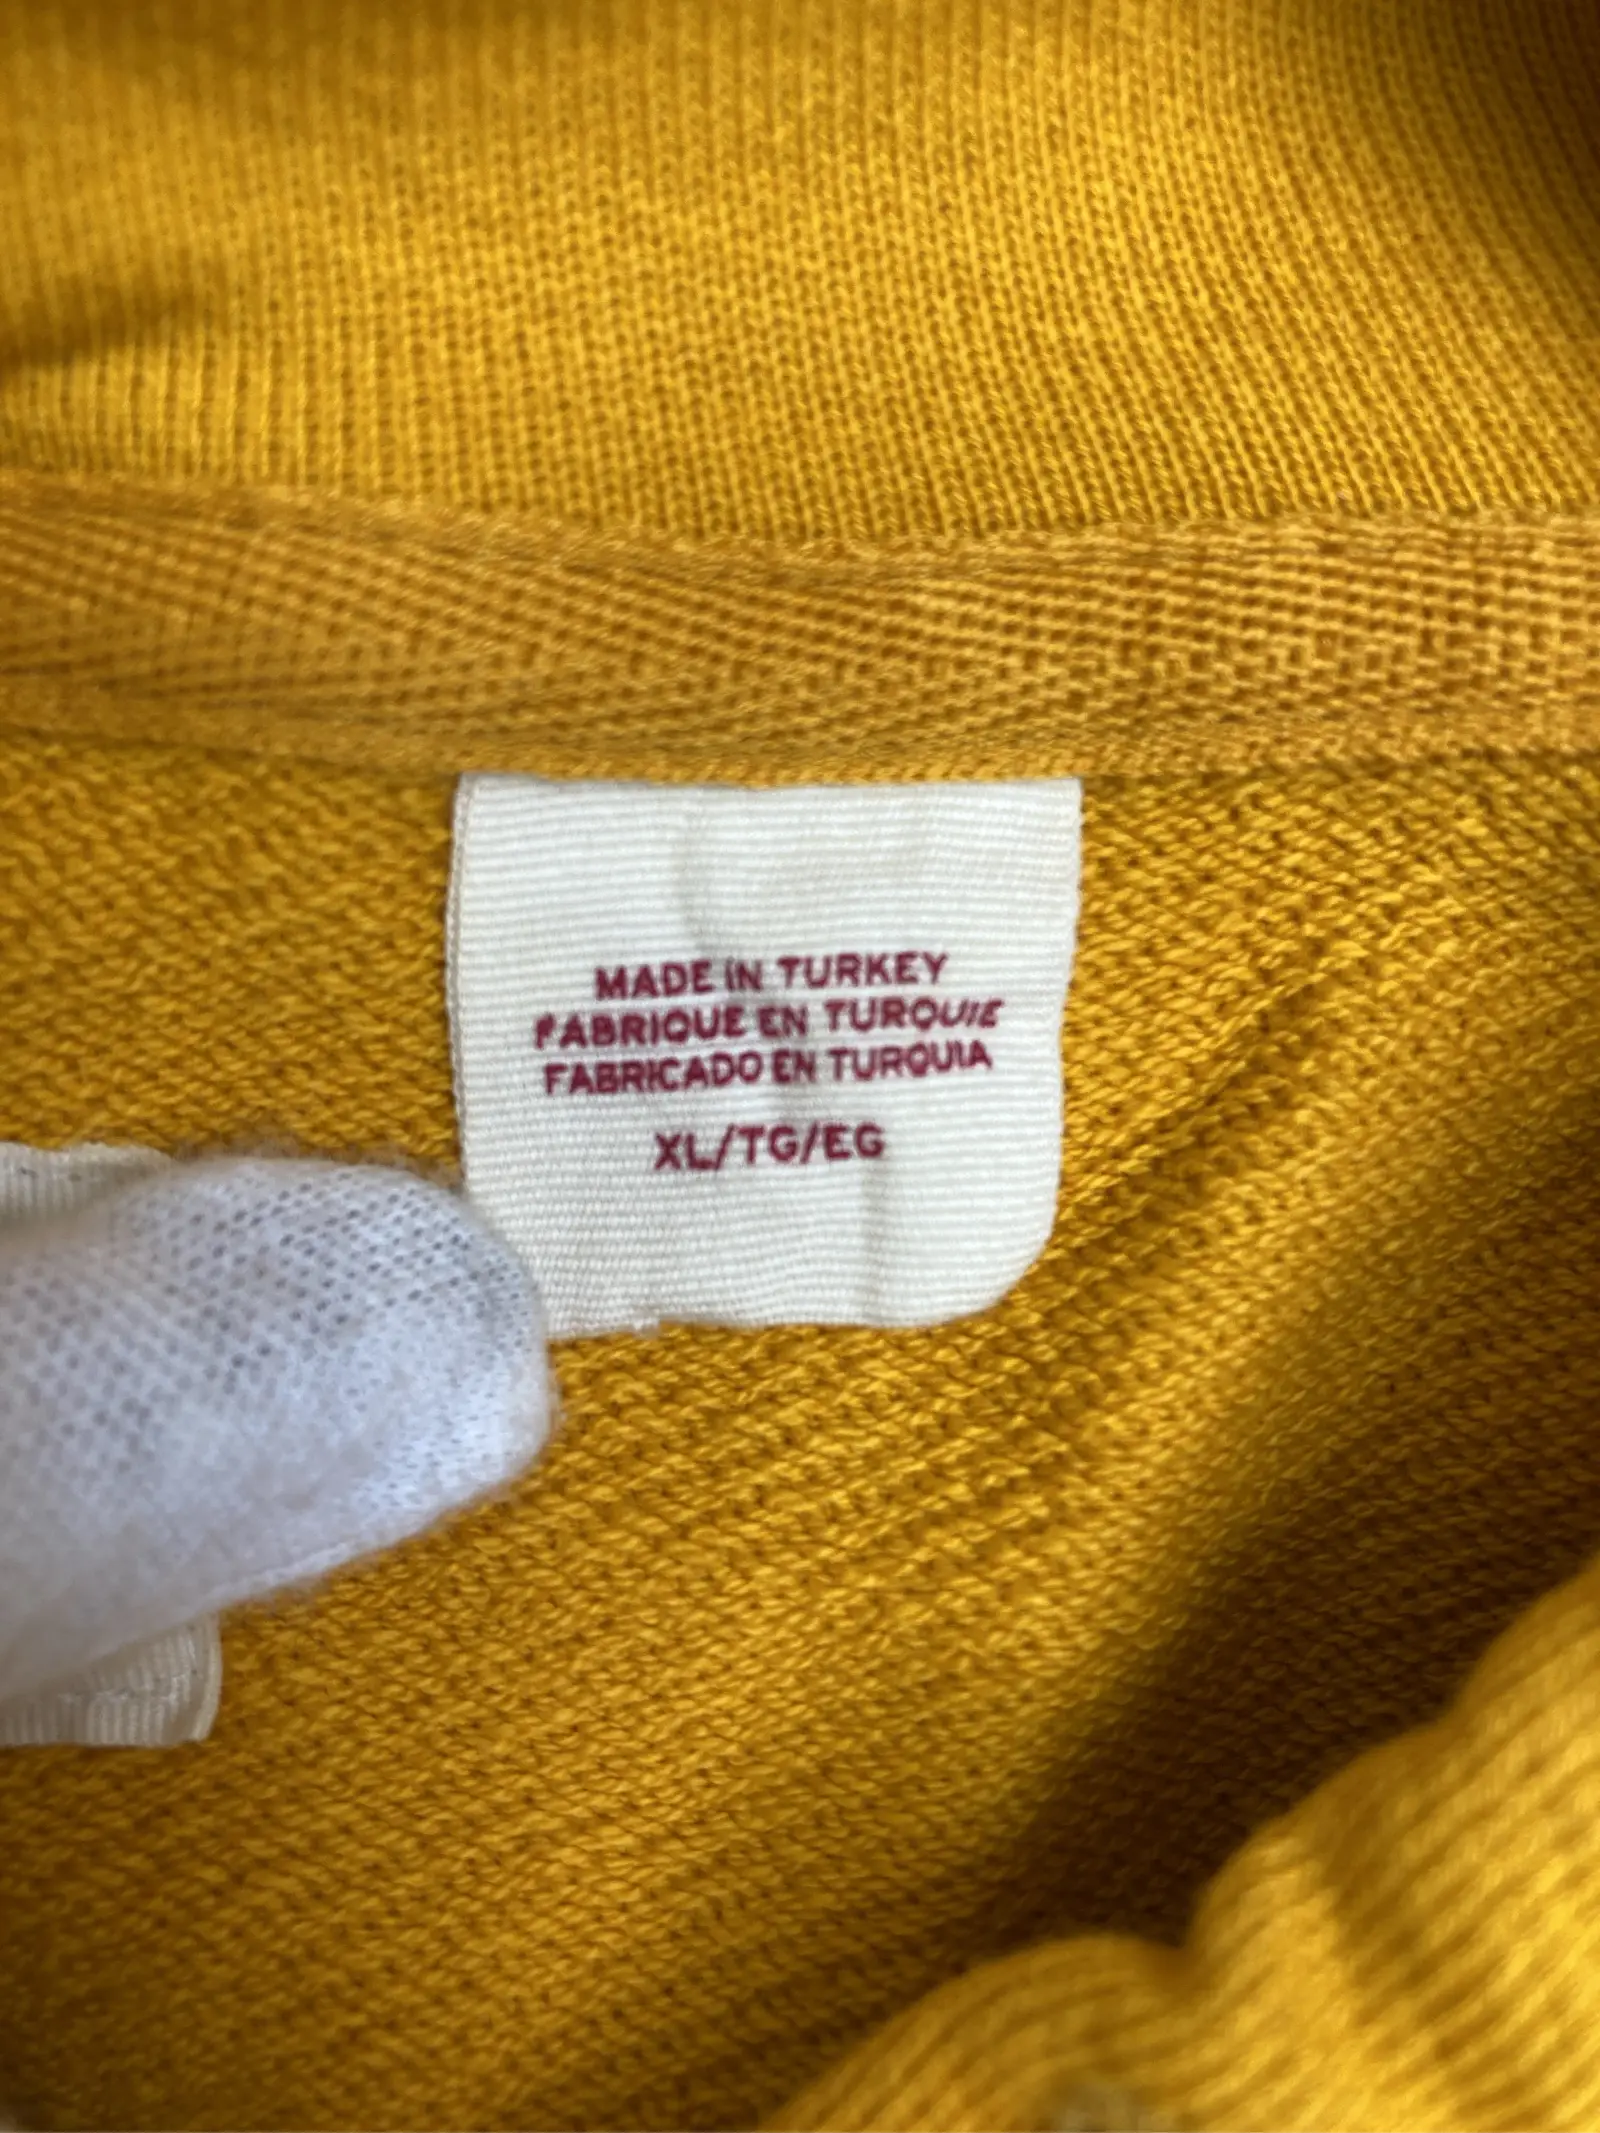 MADE IN TURKEY
FABRIQUE EN TURQUIE
FABRICADO EN TURQUIA
XL/TG/EG